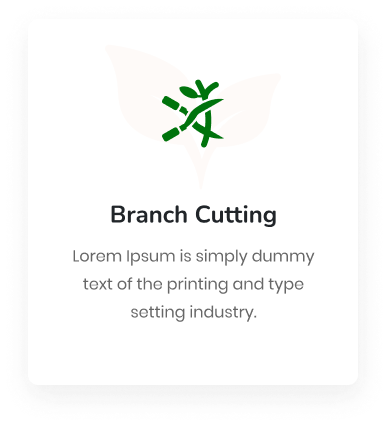 Branch Cutting
Lorem Ipsum is simply dummy
text of the printing and type
setting industry.